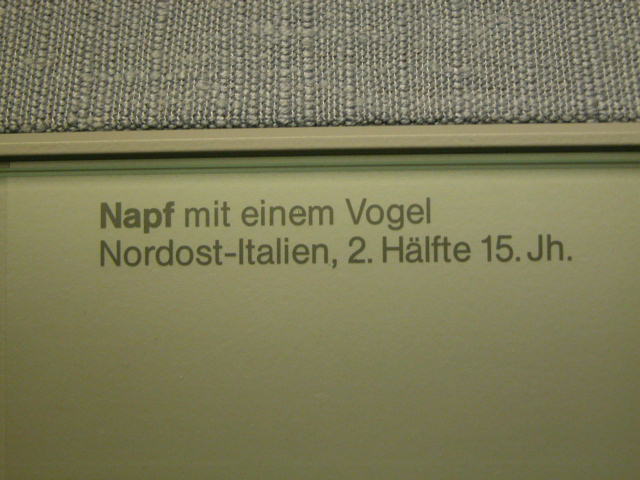 Napf mit einem Vogel
Nordost-Italien, 2. Hälfte 15. Jh.